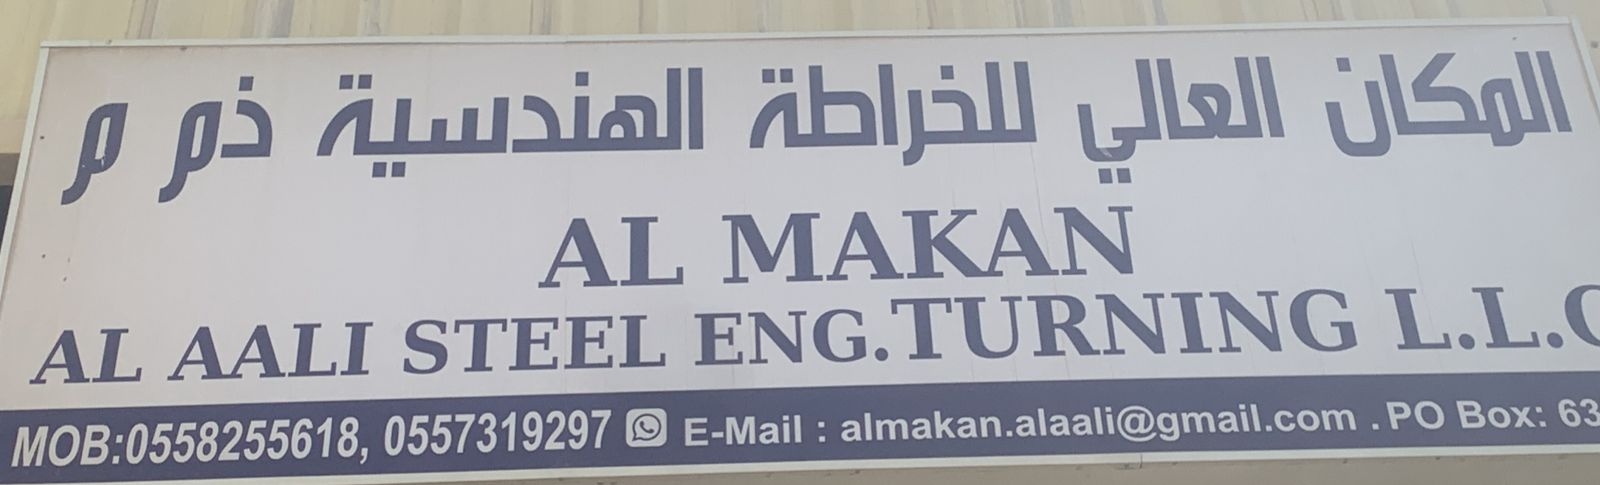 المكان العالي للخراطة الهندسية ذم م
AL MAKAN
AL AALI STEEL ENG.TURNING L.L.C
MOB:0558255618, 0557319297 E-Mail : almakan.alaali@gmail.com . PO Box: 63